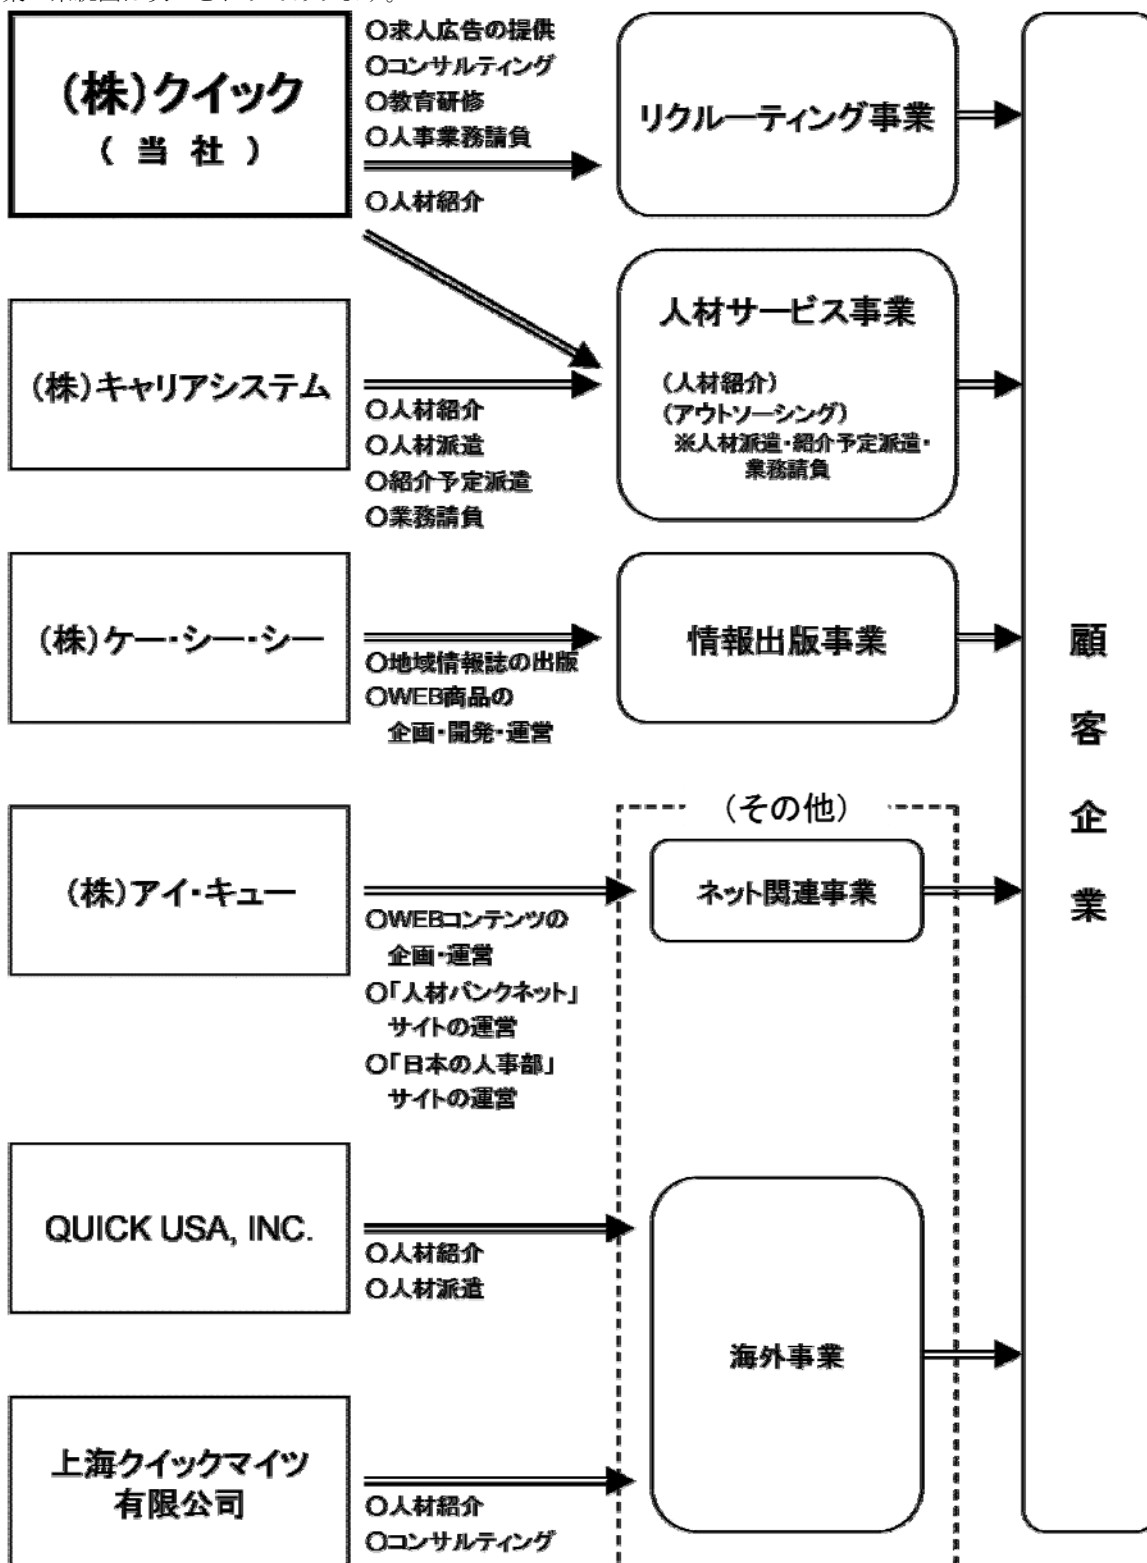 (株)クイック
( 当 社 )
○求人広告の提供
○コンサルティング
○教育研修
○人事業務請負
○人材紹介
リクルーティング事業
(株)キャリアシステム
○人材紹介
○人材派遣
○紹介予定派遣
○業務請負
人材サービス事業
(人材紹介)
(アウトソーシング)
※人材派遣・紹介予定派遣・
業務請負
(株)ケー・シー・シー
○地域情報誌の出版
○WEB商品の
企画・開発・運営
情報出版事業
(株)アイ・キュー
○WEBコンテンツの
企画・運営
○「人材バンクネット」
サイトの運営
○「日本の人事部」
サイトの運営
(その他)
ネット関連事業
QUICK USA, INC.
○人材紹介
○人材派遣
海外事業
上海クイックマイツ
有限公司
○人材紹介
○コンサルティング
顧
客
企
業